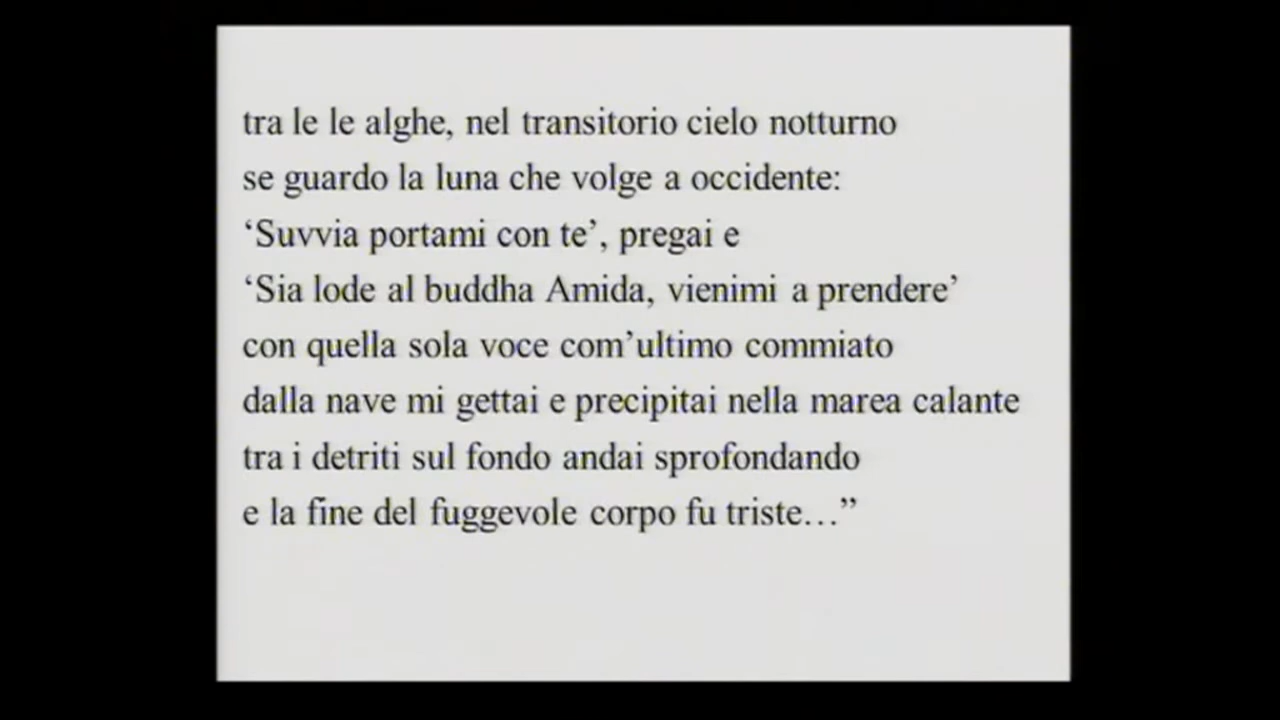 tra le le alghe, nel transitorio cielo notturno
se guardo la luna che volge a occidente:
‘Suvvia portami con te’, pregai e
‘Sia lode al buddha Amida, vienimi a prendere’
con quella sola voce com’ultimo commiato
dalla nave mi gettai e precipitai nella marea calante
tra i detriti sul fondo andai sprofondando
e la fine del fuggevole corpo fu triste…”